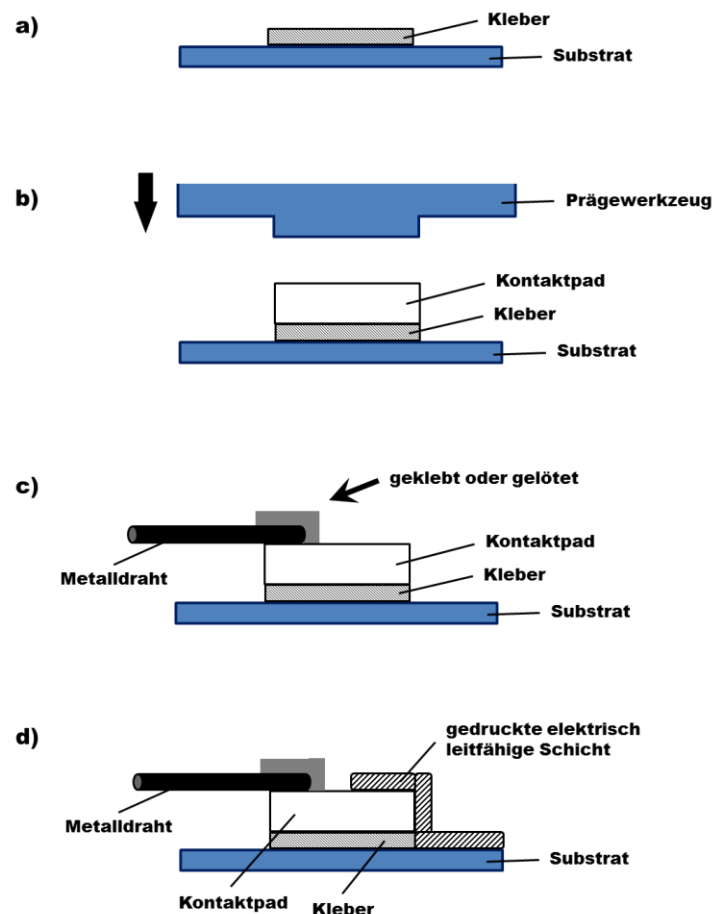 a)
Kleber
Substrat
b)
Prägewerkzeug
Kontaktpad
Kleber
Substrat
c)
geklebt oder gelötet
Kontaktpad
Metalldraht
Kleber
Substrat
d)
gedruckte elektrisch
leitfähige Schicht
Metalldraht
Substrat
Kontaktpad
Kleber